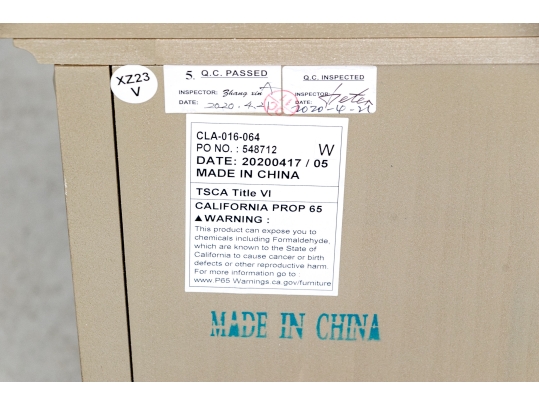 XZ23
V
5. Q.C. PASSED
INSPECTOR: Zhang xin
DATE: 2020.4.21
Q.C. INSPECTED
INSPECTOR: Peter
DATE: 2020-4-21
CLA-016-064
PO NO. : 548712 W
DATE: 20200417 / 05
MADE IN CHINA
TSCA Title VI
CALIFORNIA PROP 65
▲WARNING :
This product can expose you to
chemicals including Formaldehyde,
which are known to the State of
California to cause cancer or birth
defects or other reproductive harm.
For more information go to
www.P65 Warnings.ca.gov/furniture
MADE IN CHINA